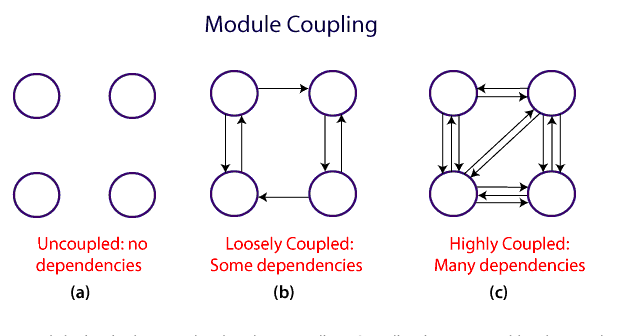 Module Coupling
Uncoupled: no
dependencies
(a)
Loosely Coupled:
Some dependencies
(b)
Highly Coupled:
Many dependencies
(c)